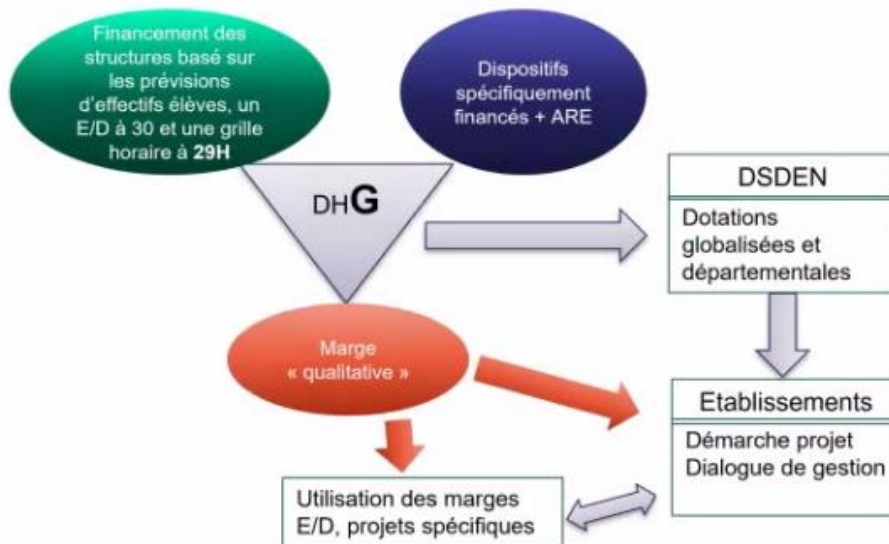 Financement des
structures basé sur
les prévisions
d'effectifs élèves, un
E/D à 30 et une grille
horaire à 29H
Dispositifs
spécifiquement
financés + ARE
DHG
DSDEN
Dotations
globalisées et
départementales
Marge
« qualitative »
Etablissements
Démarche projet
Dialogue de gestion
Utilisation des marges
E/D, projets spécifiques